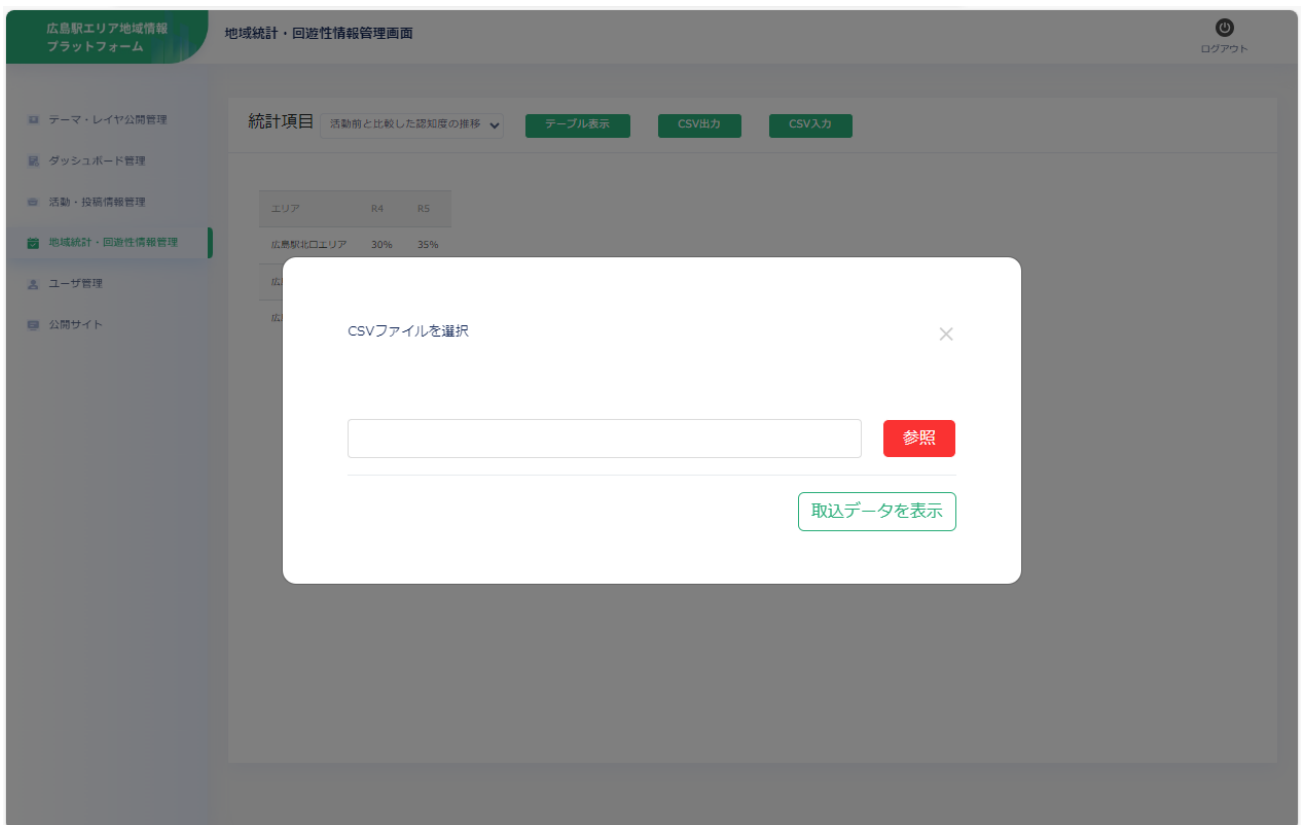 広島駅エリア地域情報
プラットフォーム
地域統計・回遊性情報管理画面
ログアウト
テーマ・レイヤ公開管理
ダッシュボード管理
活動・投稿情報管理
地域統計・回遊性情報管理
ユーザ管理
公開サイト
統計項目 活動前と比較した認知度の推移 テーブル表示 CSV出力 CSV入力
エリア R4 R5
広島駅北口エリア 30% 35%
広
広
CSVファイルを選択
参照
取込データを表示